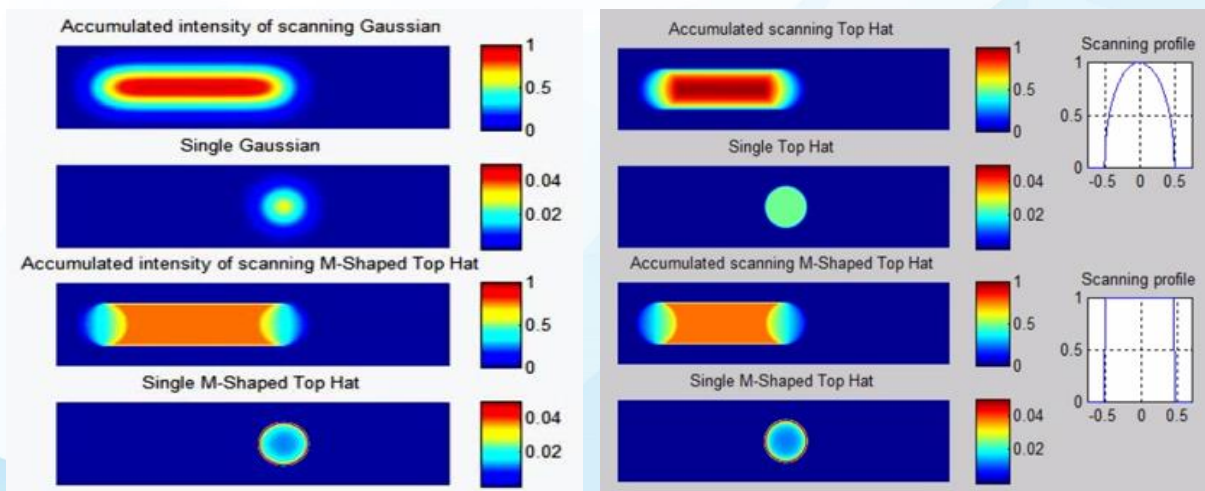 Accumulated intensity of scanning Gaussian
1
0.5
0
Single Gaussian
0.04
0.02
Accumulated intensity of scanning M-Shaped Top Hat
1
0.5
0
Single M-Shaped Top Hat
0.04
0.02
Accumulated scanning Top Hat
1
0.5
0
Scanning profile
1
0.5
0
-0.5 0 0.5
Single Top Hat
0.04
0.02
Accumulated scanning M-Shaped Top Hat
1
0.5
0
Scanning profile
1
0.5
0
-0.5 0 0.5
Single M-Shaped Top Hat
0.04
0.02